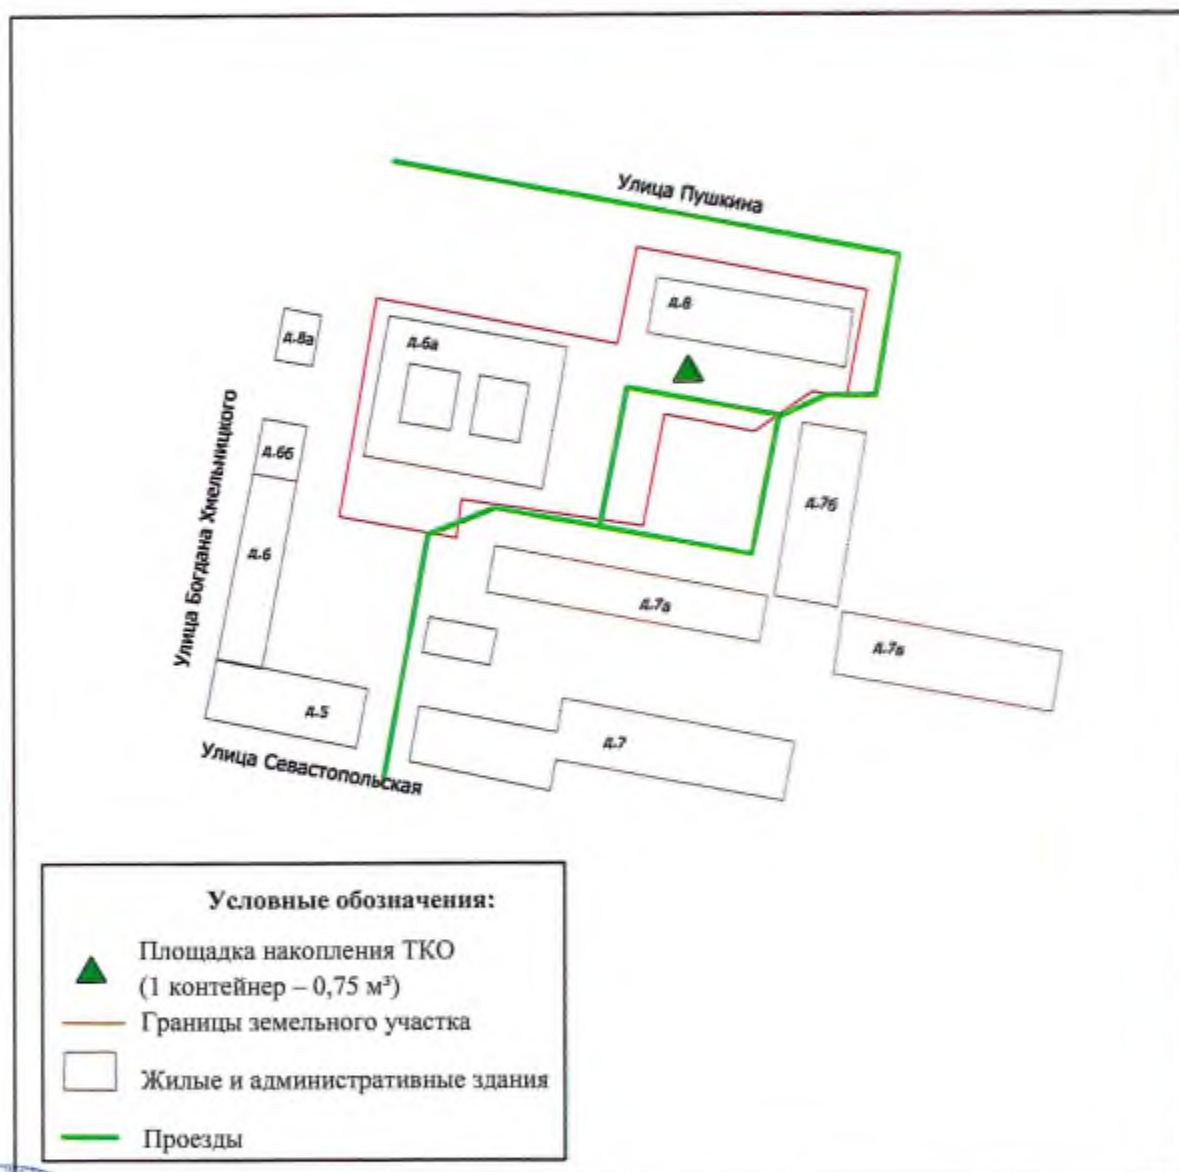 Улица Пушкина
д.8
д.8а
д.6а
Улица Богдана Хмельницкого
д.6б
д.6
д.7б
д.7а
д.7в
д.5
д.7
Улица Севастопольская
Условные обозначения:
Площадка накопления ТКО
(1 контейнер – 0,75 м³)
Границы земельного участка
Жилые и административные здания
Проезды